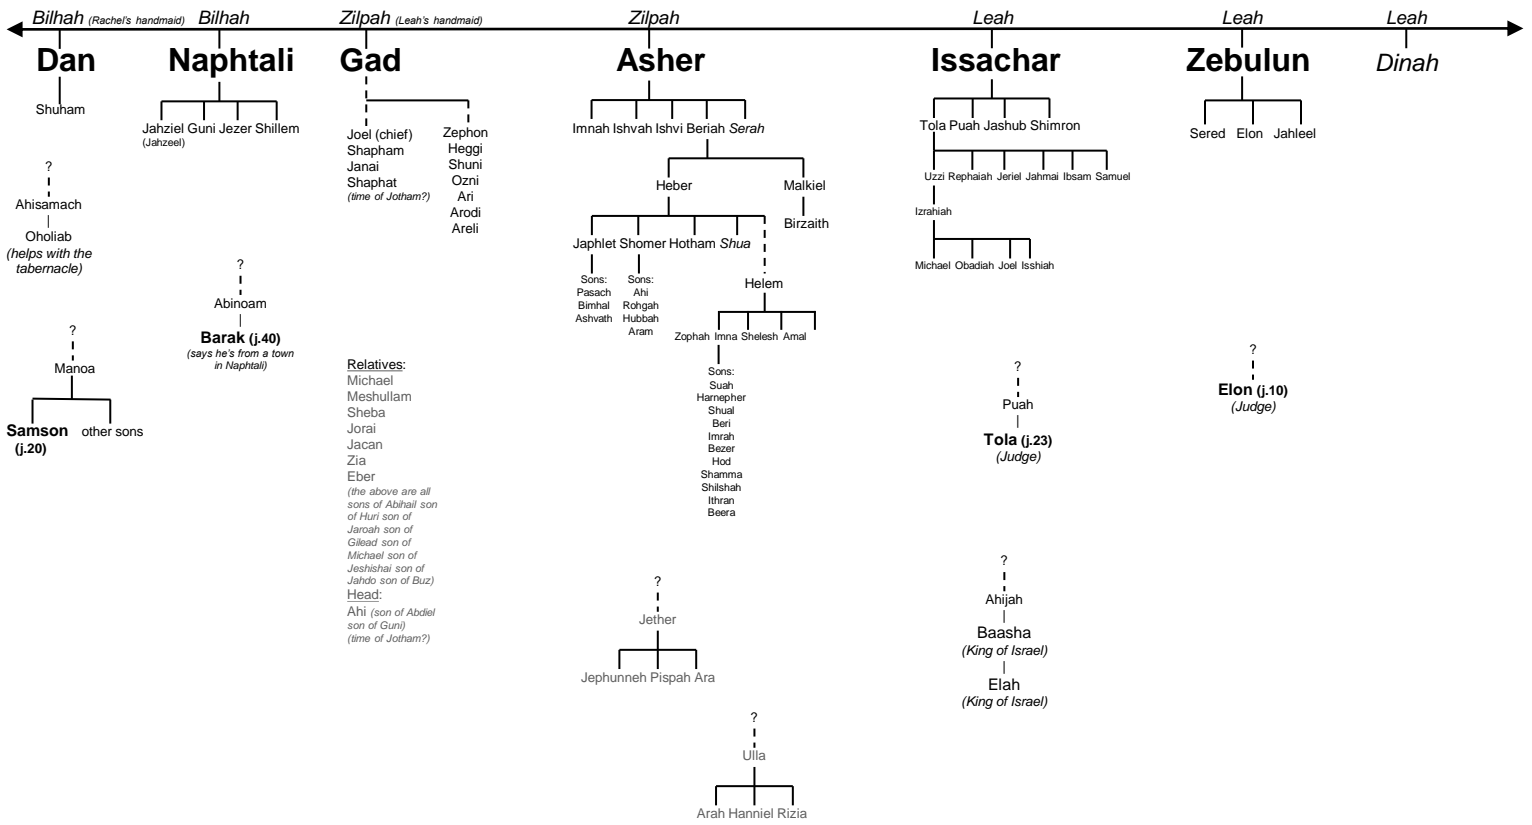 Bilhah (Rachel's handmaid) Bilhah Zilpah (Leah's handmaid) Zilpah Leah Leah Leah
Dan Naphtali Gad Asher Issachar Zebulun Dinah
Shuham
?
Ahisamach
Oholiab
(helps with the
tabernacle)
?
Manoa
Samson other sons
(j.20)
Jahziel Guni Jezer Shillem
(Jahzeel)
?
Abinoam
Barak (j.40)
(says he's from a town
in Naphtali)
Joel (chief)
Shapham
Janai
Shaphat
(time of Jotham?)
Zephon
Heggi
Shuni
Ozni
Ari
Arodi
Areli
Relatives:
Michael
Meshullam
Sheba
Jorai
Jacan
Zia
Eber
(the above are all
sons of Abihail son
of Huri son of
Jaroah son of
Gilead son of
Michael son of
Jeshishai son of
Jahdo son of Buz)
Head:
Ahi (son of Abdiel
son of Guni)
(time of Jotham?)
Imnah Ishvah Ishvi Beriah Serah
Heber Malkiel
Birzaith
Japhlet Shomer Hotham Shua
Sons:
Pasach
Bimhal
Ashvath
Sons:
Ahi
Rohgah
Hubbah
Aram
Helem
Zophah Imna Shelesh Amal
Sons:
Suah
Harnepher
Shual
Beri
Imrah
Bezer
Hod
Shamma
Shilshah
Ithran
Beera
?
Jether
Jephunneh Pispah Ara
?
Ulla
Arah Hanniel Rizia
Tola Puah Jashub Shimron
Uzzi Rephaiah Jeriel Jahmai Ibsam Samuel
Izrahiah
Michael Obadiah Joel Isshiah
?
Puah
Tola (j.23)
(Judge)
?
Ahijah
Baasha
(King of Israel)
Elah
(King of Israel)
Sered Elon Jahleel
?
Elon (j.10)
(Judge)